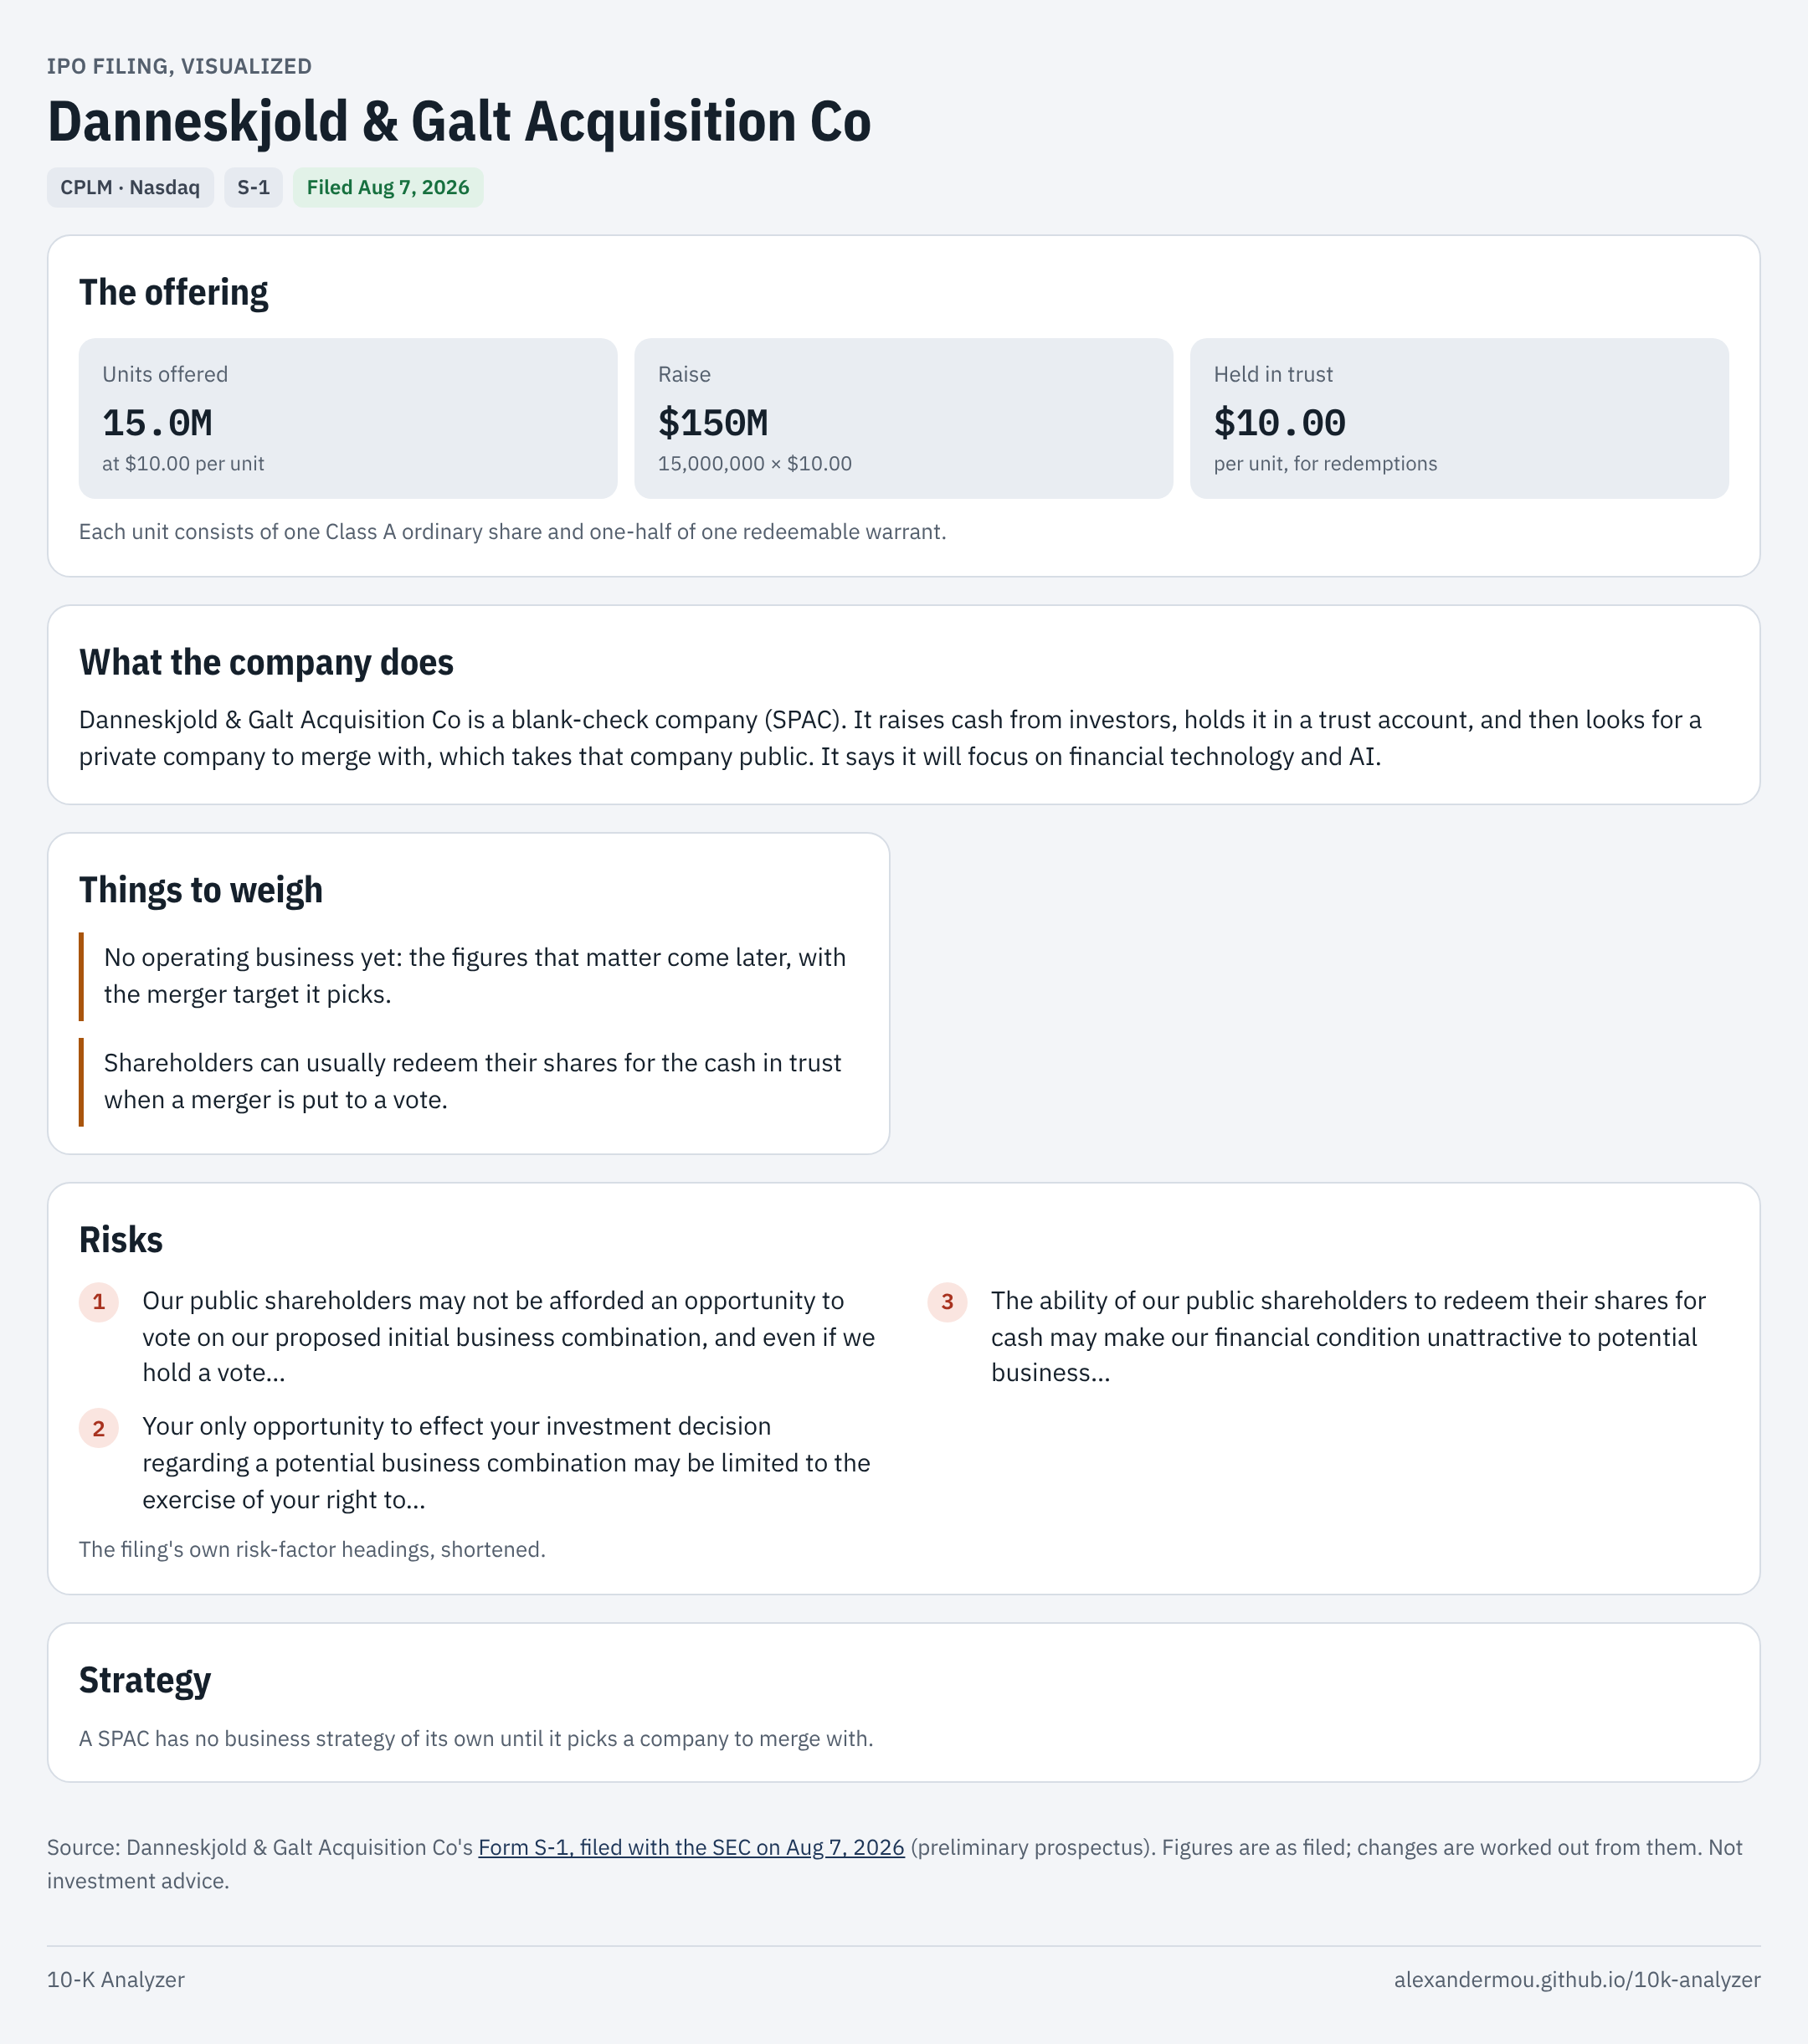 IPO FILING, VISUALIZED
Danneskjold & Galt Acquisition Co
CPLM · Nasdaq
S-1
Filed Aug 7, 2026
The offering
Units offered
15.0M
at $10.00 per unit
Raise
$150M
15,000,000 × $10.00
Held in trust
$10.00
per unit, for redemptions
Each unit consists of one Class A ordinary share and one-half of one redeemable warrant.
What the company does
Danneskjold & Galt Acquisition Co is a blank-check company (SPAC). It raises cash from investors, holds it in a trust account, and then looks for a
private company to merge with, which takes that company public. It says it will focus on financial technology and AI.
Things to weigh
No operating business yet: the figures that matter come later, with
the merger target it picks.
Shareholders can usually redeem their shares for the cash in trust
when a merger is put to a vote.
Risks
1
Our public shareholders may not be afforded an opportunity to
vote on our proposed initial business combination, and even if we
hold a vote…
2
Your only opportunity to effect your investment decision
regarding a potential business combination may be limited to the
exercise of your right to…
3
The ability of our public shareholders to redeem their shares for
cash may make our financial condition unattractive to potential
business…
The filing's own risk-factor headings, shortened.
Strategy
A SPAC has no business strategy of its own until it picks a company to merge with.
Source: Danneskjold & Galt Acquisition Co's Form S-1, filed with the SEC on Aug 7, 2026 (preliminary prospectus). Figures are as filed; changes are worked out from them. Not
investment advice.
10-K Analyzer
alexandermou.github.io/10k-analyzer